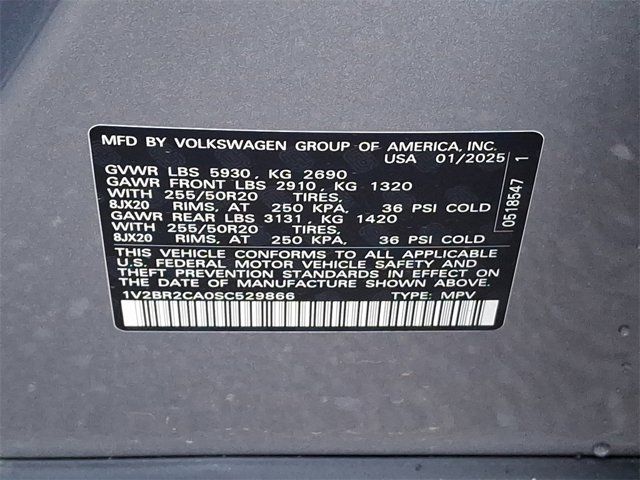 MFD BY VOLKSWAGEN GROUP OF AMERICA, INC.
USA 01/2025
GVWR LBS 5930, KG 2690
GAWR FRONT LBS 2910, KG 1320
WITH 255/50R20 TIRES,
8JX20 RIMS, AT 250 KPA, 36 PSI COLD
GAWR REAR LBS 3131, KG 1420
WITH 255/50R20 TIRES,
8JX20 RIMS, AT 250 KPA, 36 PSI COLD
THIS VEHICLE CONFORMS TO ALL APPLICABLE
U.S. FEDERAL MOTOR VEHICLE SAFETY AND
THEFT PREVENTION STANDARDS IN EFFECT ON
THE DATE OF MANUFACTURE SHOWN ABOVE.
1V2BR2CA0SC529866 TYPE: MPV
0518547 1